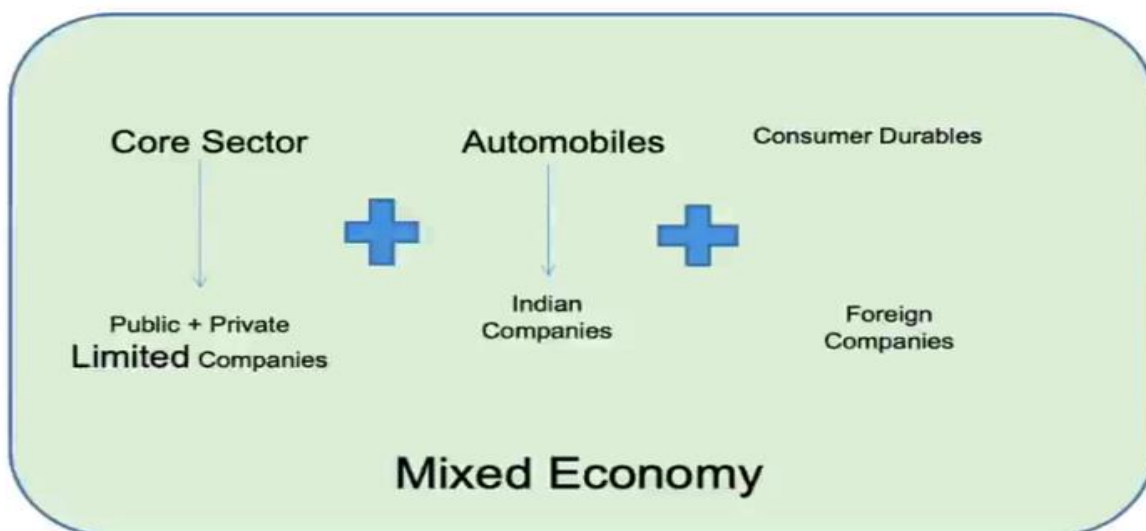 Core Sector
Automobiles
Consumer Durables
Public + Private
Limited Companies
Indian
Companies
Foreign
Companies
Mixed Economy